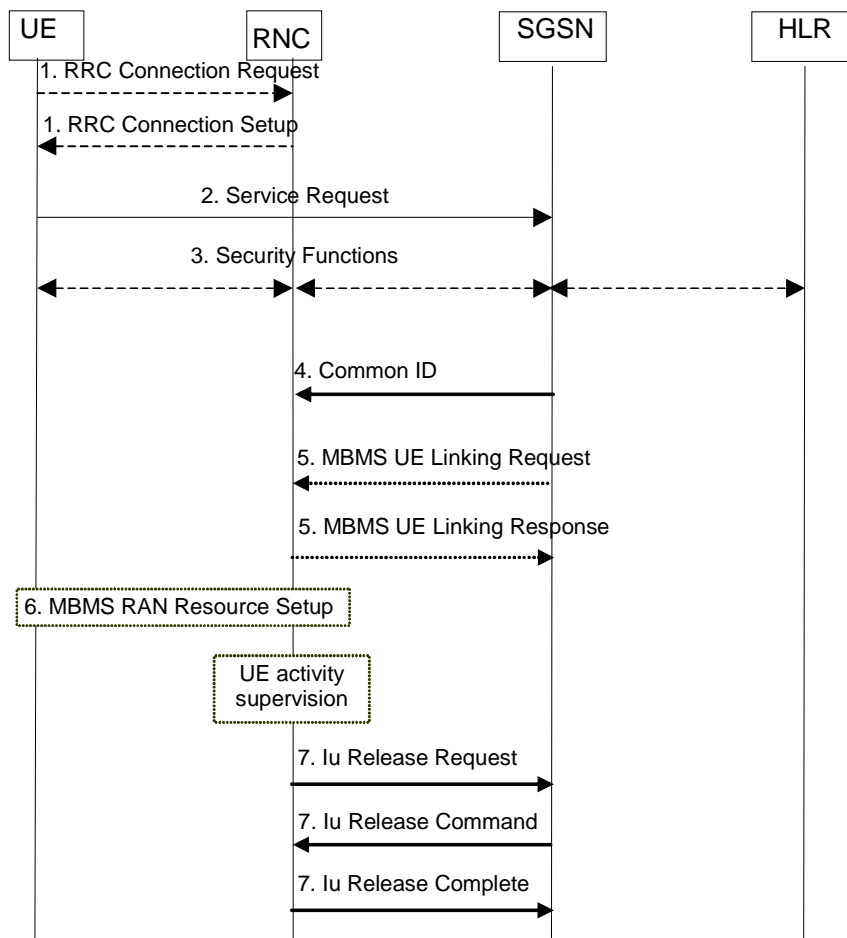 UE
RNC
SGSN
HLR
1. RRC Connection Request
1. RRC Connection Setup
2. Service Request
3. Security Functions
4. Common ID
5. MBMS UE Linking Request
5. MBMS UE Linking Response
6. MBMS RAN Resource Setup
UE activity
supervision
7. Iu Release Request
7. Iu Release Command
7. Iu Release Complete